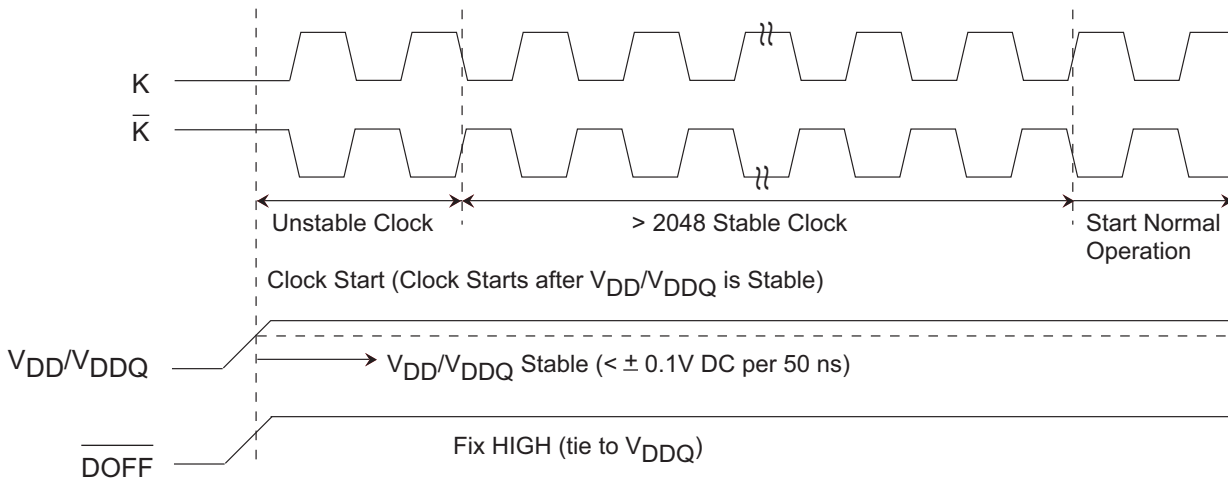 K
K̅
Unstable Clock
> 2048 Stable Clock
Start Normal
Operation
Clock Start (Clock Starts after VDD/VDDQ is Stable)
VDD/VDDQ
VDD/VDDQ Stable (< ± 0.1V DC per 50 ns)
D̅O̅F̅F̅
Fix HIGH (tie to VDDQ)